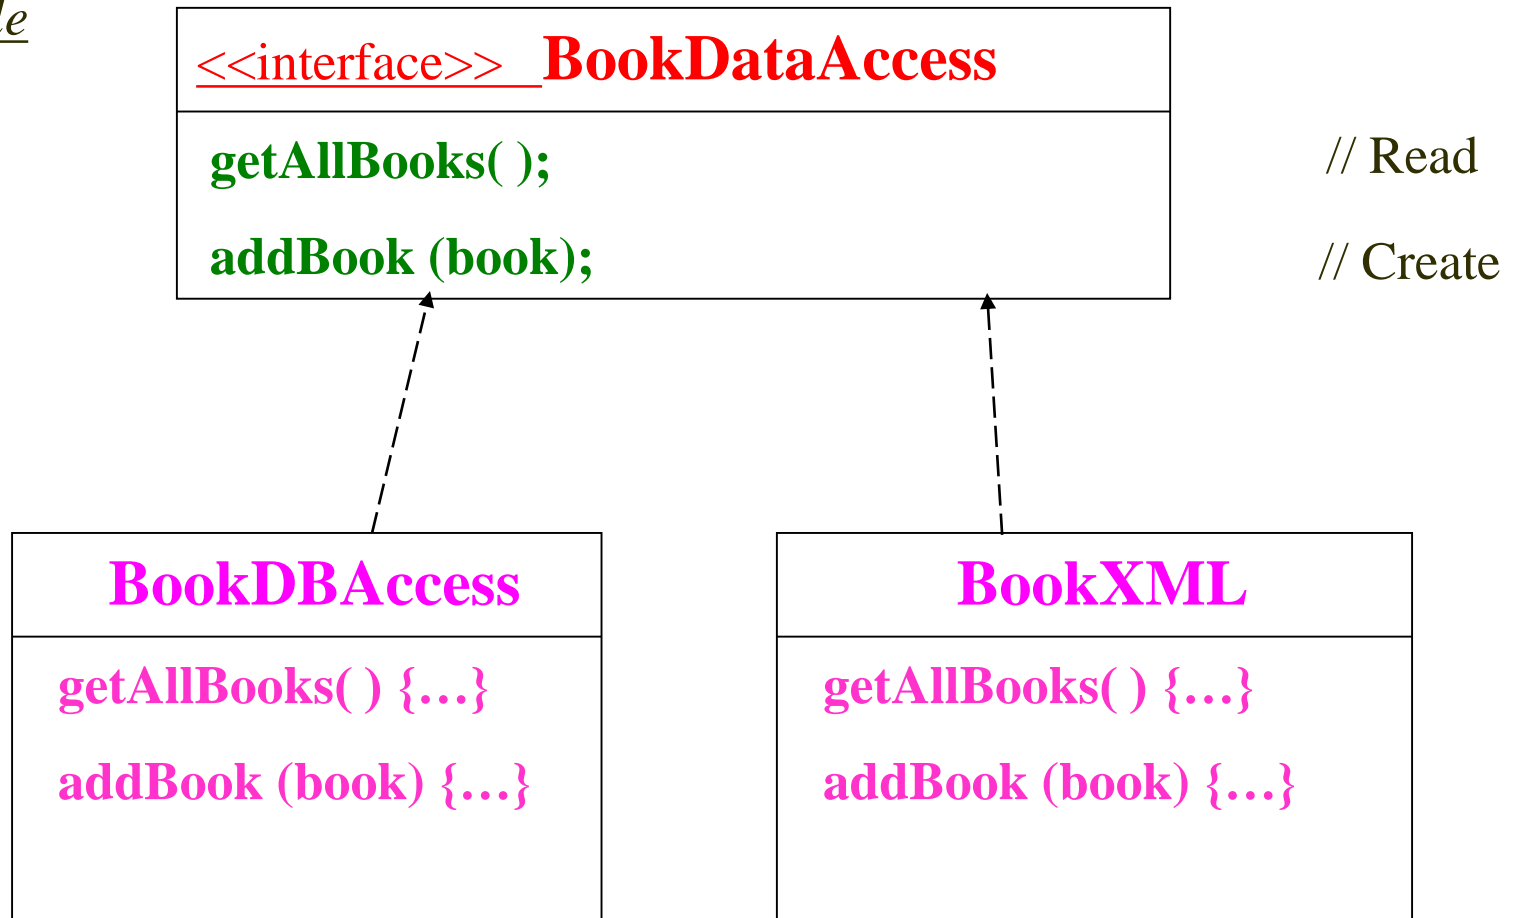 <<interface>> BookDataAccess
getAllBooks( ); // Read
addBook (book); // Create
BookDBAccess
getAllBooks( ) {…}
addBook (book) {…}
BookXML
getAllBooks( ) {…}
addBook (book) {…}